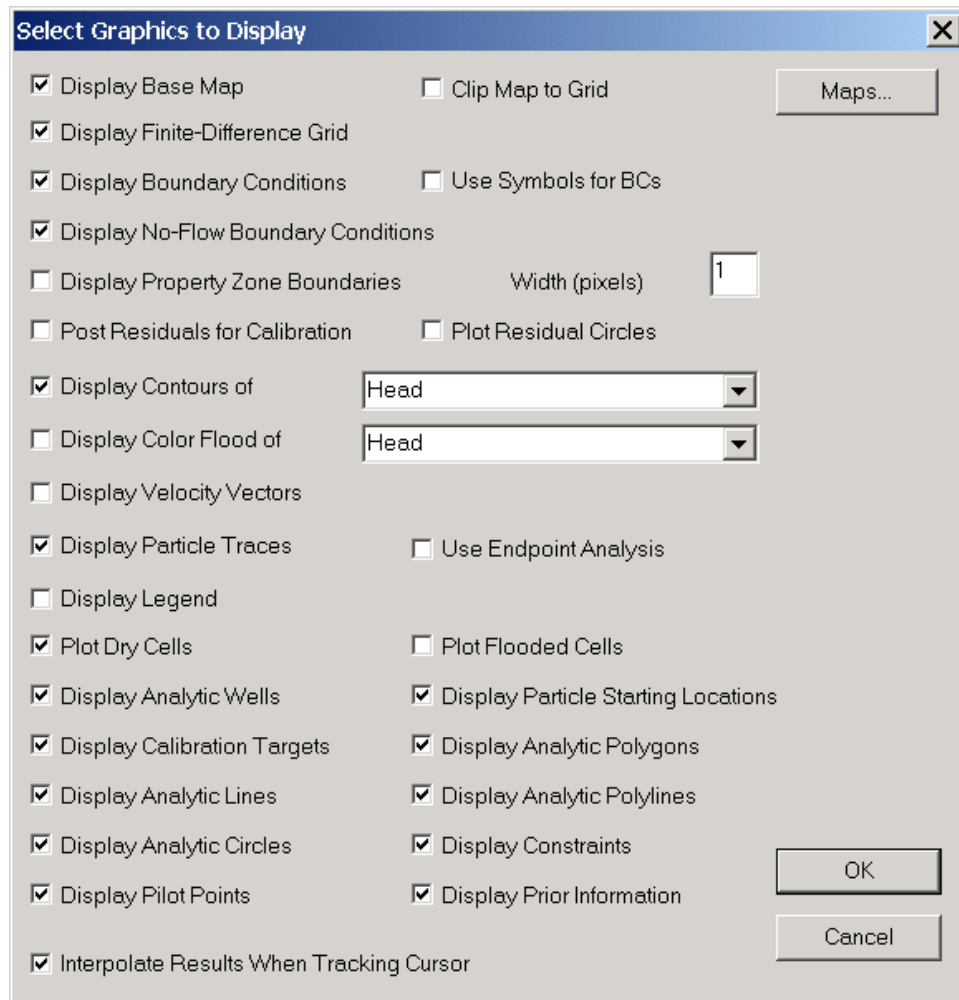 Select Graphics to Display
Display Base Map Clip Map to Grid Maps...
Display Finite-Difference Grid
Display Boundary Conditions Use Symbols for BCs
Display No-Flow Boundary Conditions
Display Property Zone Boundaries Width (pixels) 1
Post Residuals for Calibration Plot Residual Circles
Display Contours of Head
Display Color Flood of Head
Display Velocity Vectors
Display Particle Traces Use Endpoint Analysis
Display Legend
Plot Dry Cells Plot Flooded Cells
Display Analytic Wells Display Particle Starting Locations
Display Calibration Targets Display Analytic Polygons
Display Analytic Lines Display Analytic Polylines
Display Analytic Circles Display Constraints
OK
Display Pilot Points Display Prior Information
Cancel
Interpolate Results When Tracking Cursor